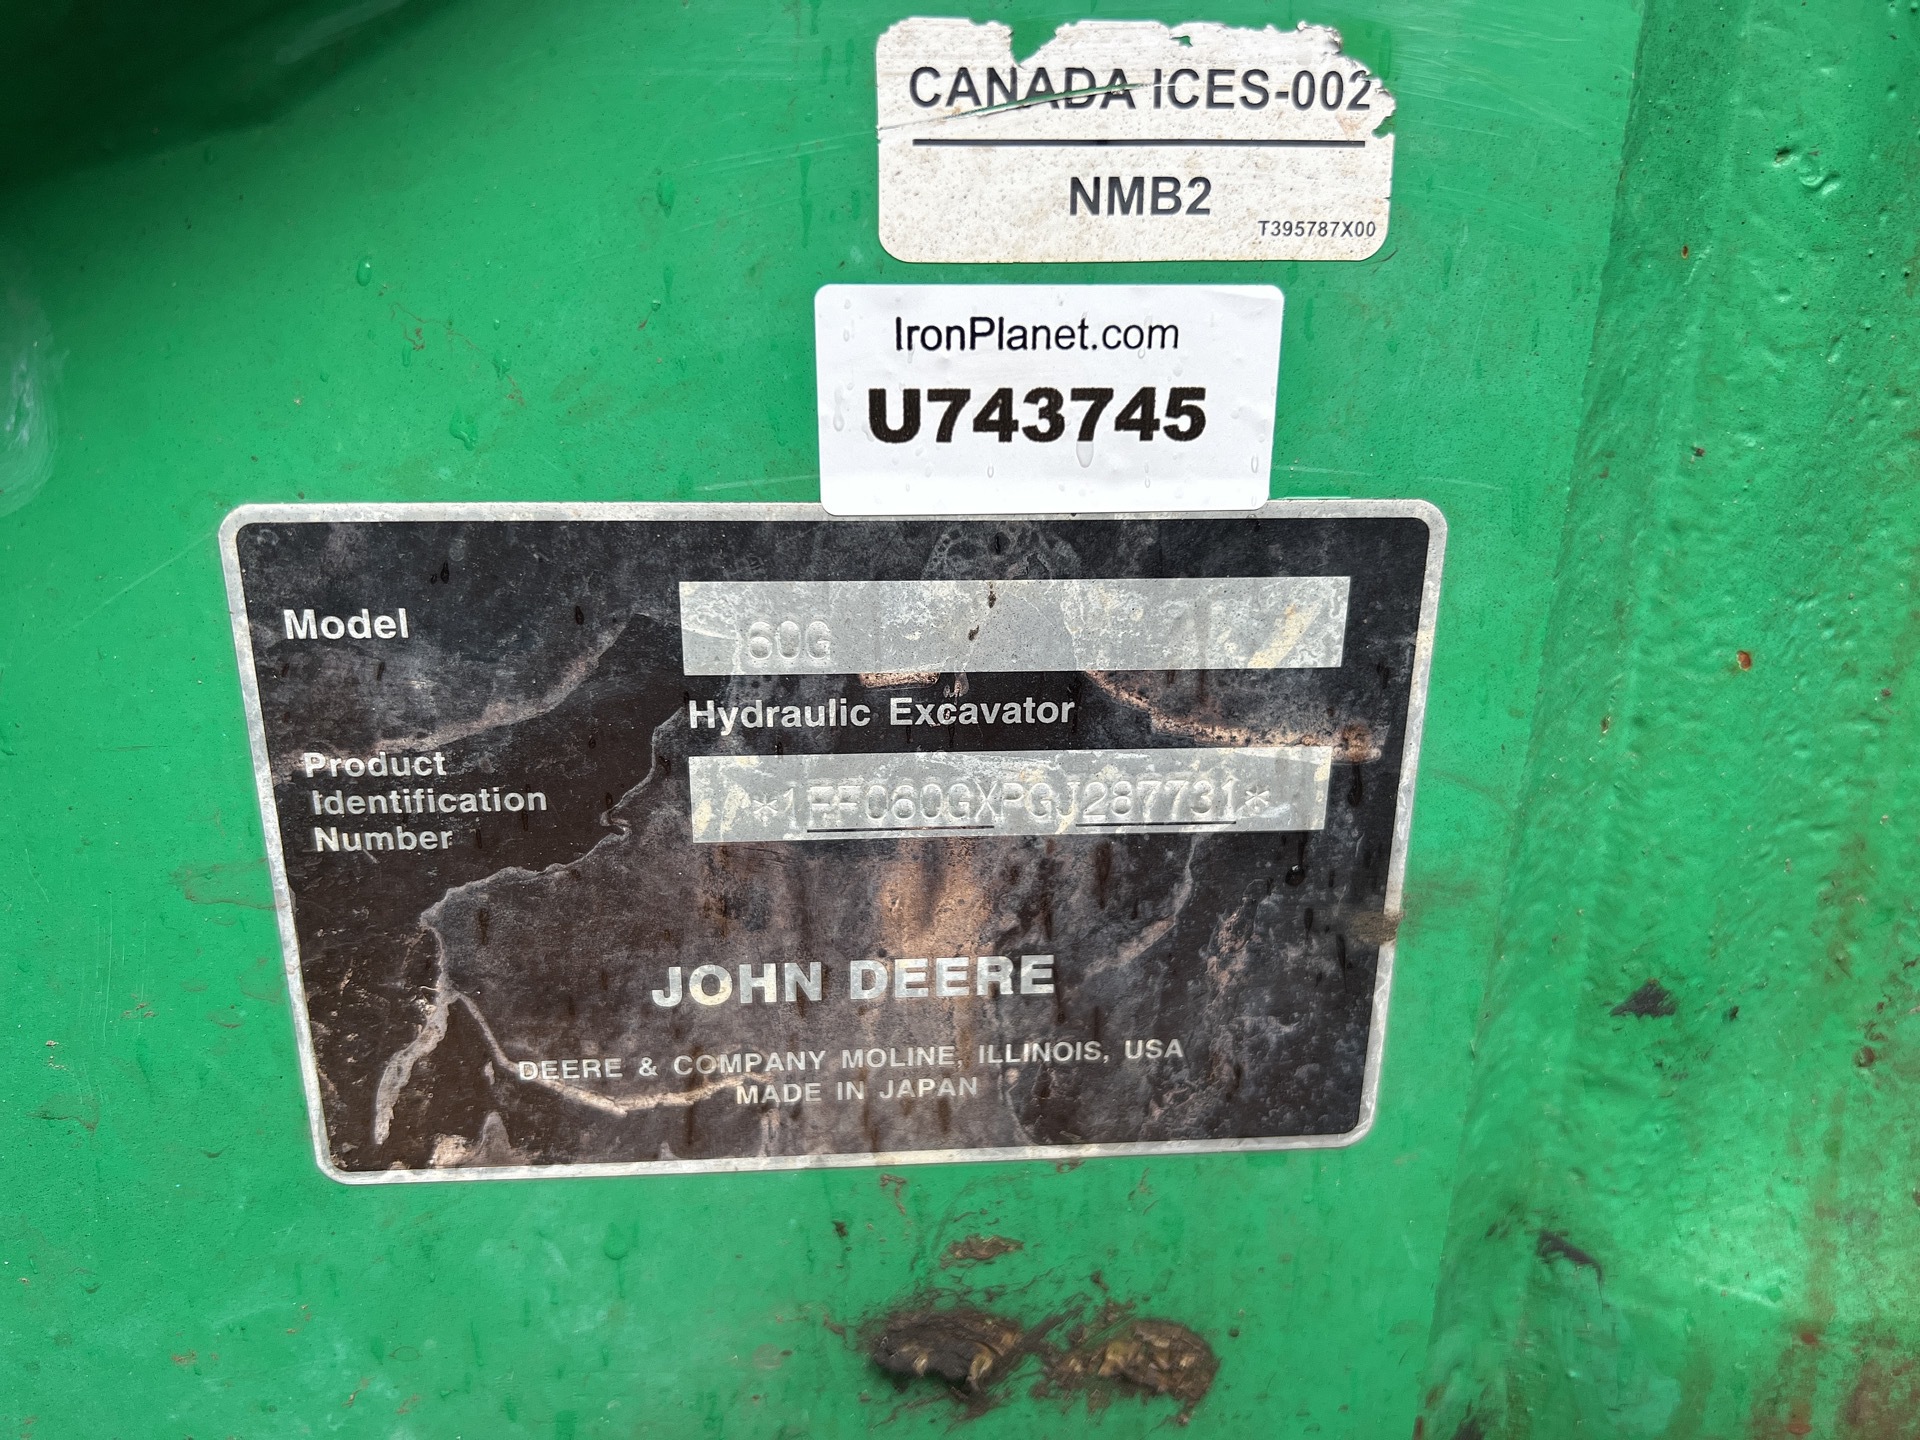 CANADA ICES-002
NMB2
T395787X00
IronPlanet.com
U743745
Model
60G
Hydraulic Excavator
Product
Identification
Number
*1FF060GXPGJ287731*
JOHN DEERE
DEERE & COMPANY MOLINE, ILLINOIS, USA
MADE IN JAPAN